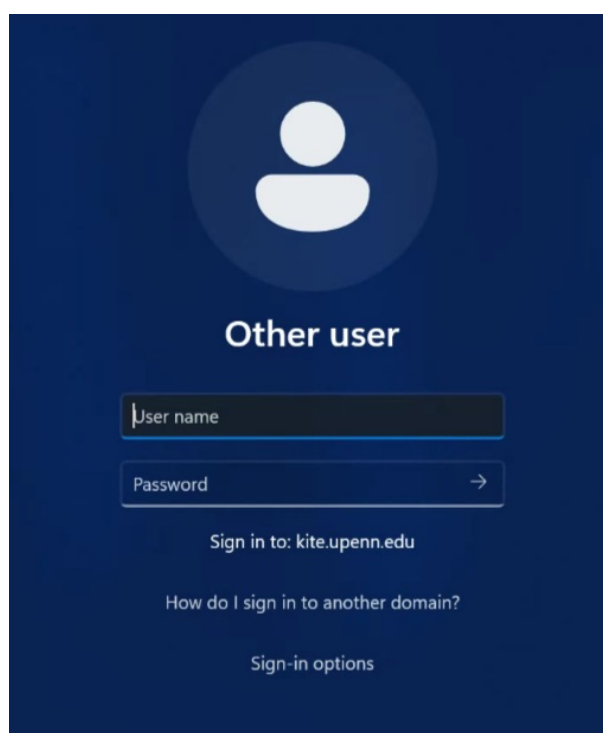 Other user
User name
Password
Sign in to: kite.upenn.edu
How do I sign in to another domain?
Sign-in options